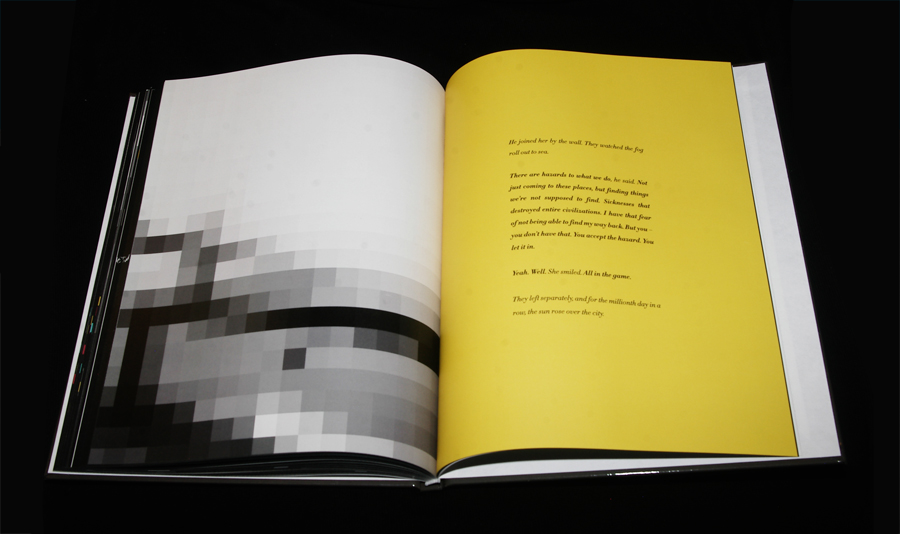 He joined her by the wall. They watched the fog
roll out to sea.
There are hazards to what we do, he said. Not
just coming to these places, but finding things
we're not supposed to find. Sicknesses that
destroyed entire civilisations. I have that fear
of not being able to find my way back. But you -
you don't have that. You accept the hazard. You
let it in.
Yeah. Well. She smiled. All in the game.
They left separately, and for the millionth day in a
row, the sun rose over the city.